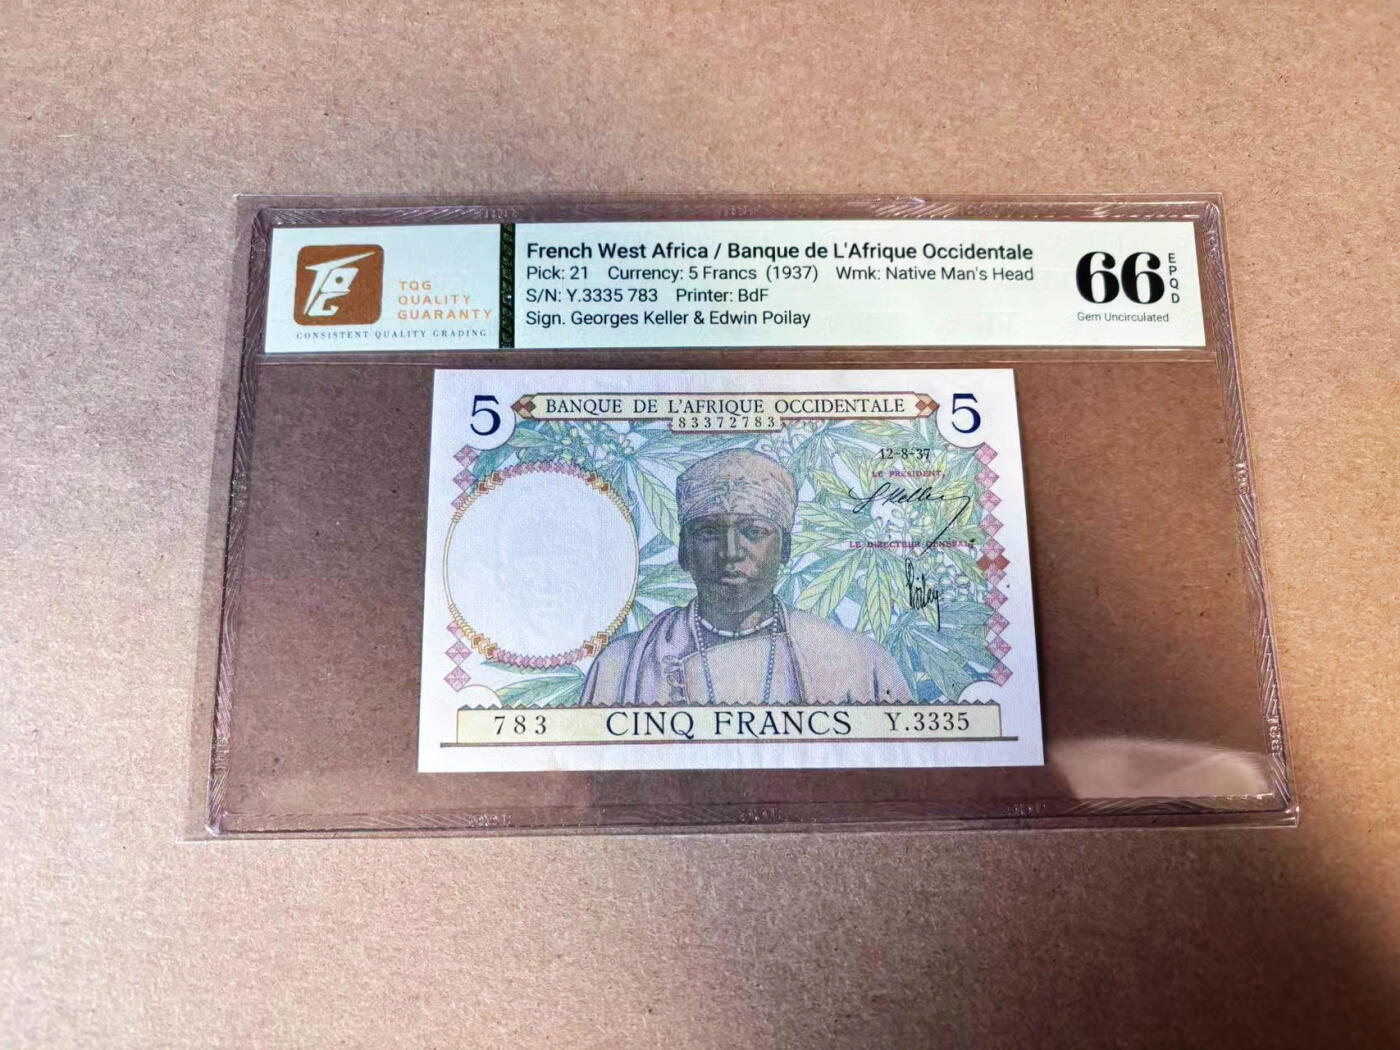 TQG
QUALITY
GUARANTY
CONSISTENT QUALITY GRADING
French West Africa / Banque de L'Afrique Occidentale
Pick: 21 Currency: 5 Francs (1937) Wmk: Native Man's Head
S/N: Y.3335 783 Printer: BdF
Sign. Georges Keller & Edwin Poilay
66
EPQD
Gem Uncirculated
5 BANQUE DE L'AFRIQUE OCCIDENTALE 5
83372783
12-8-37
LE PRÉSIDENT,
GKeller
LE DIRECTEUR GÉNÉRAL,
Poilay
783 CINQ FRANCS Y.3335